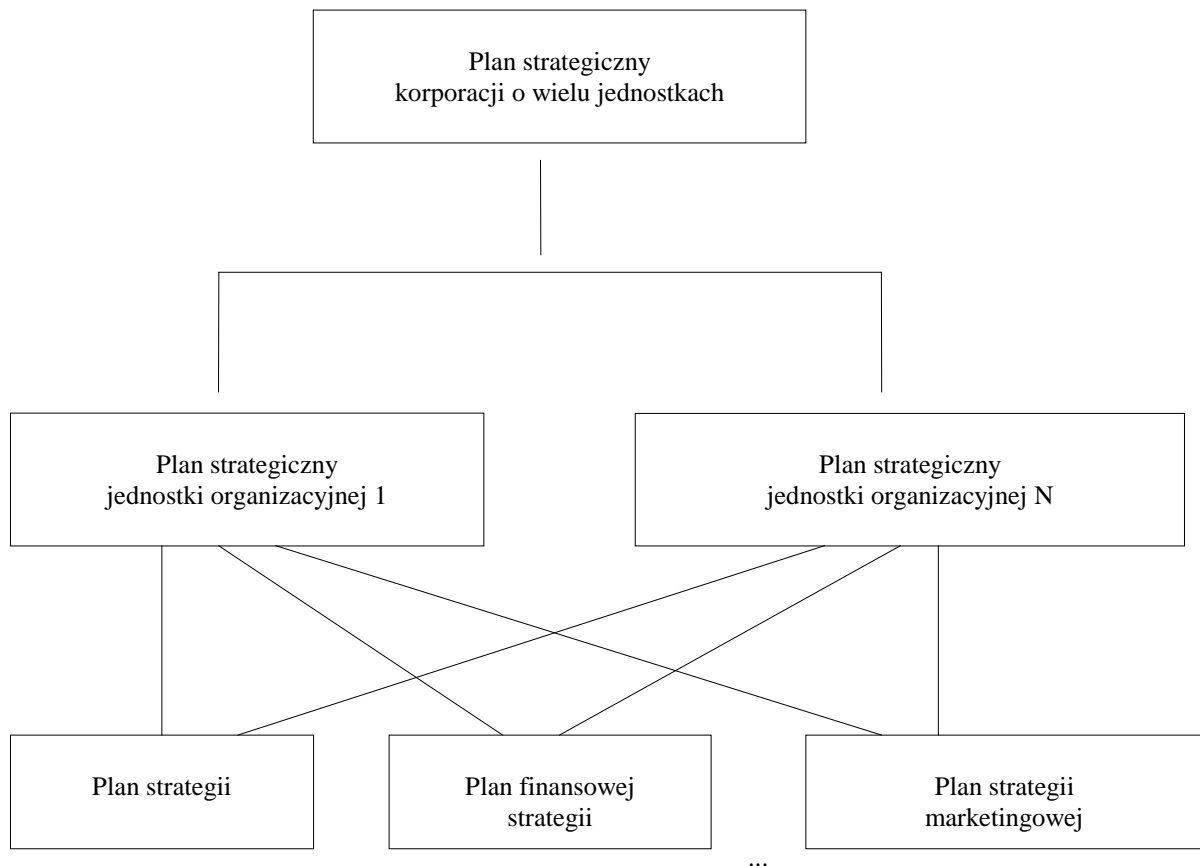 Plan strategiczny
korporacji o wielu jednostkach
Plan strategiczny
jednostki organizacyjnej 1
Plan strategiczny
jednostki organizacyjnej N
Plan strategii
Plan finansowej
strategii
Plan strategii
marketingowej
...